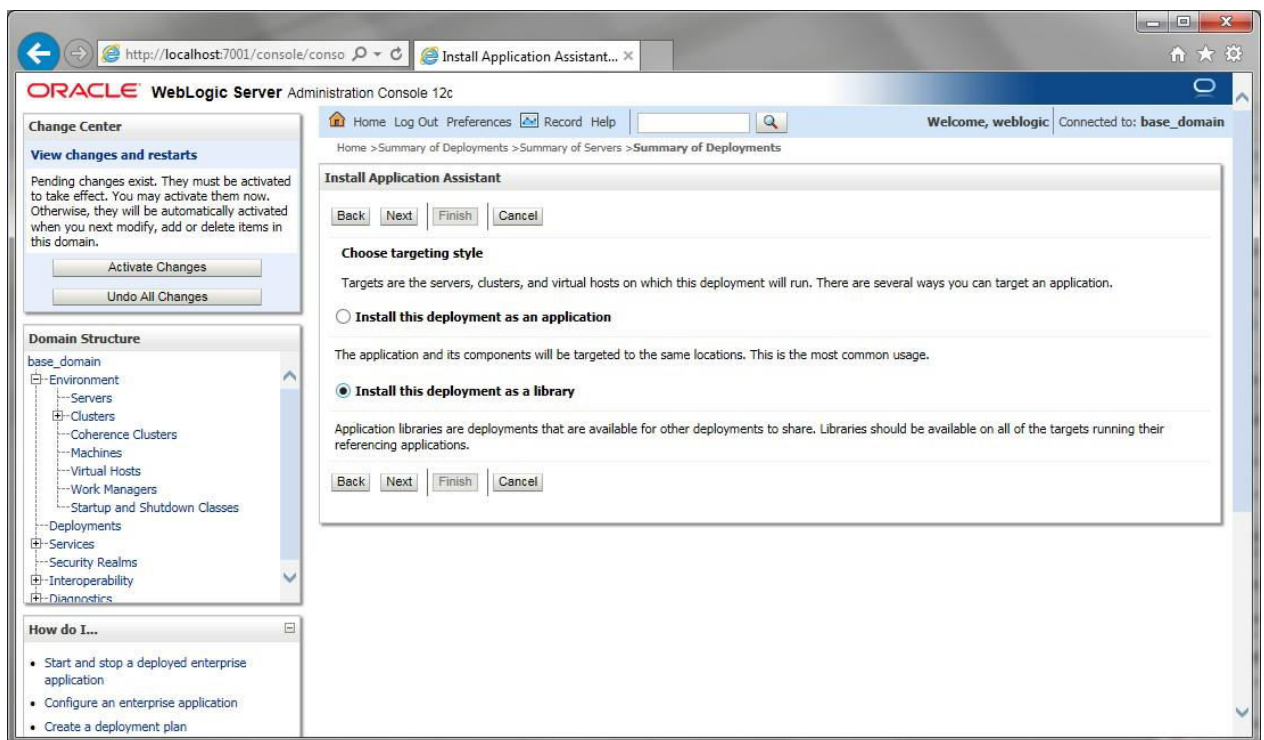 http://localhost:7001/console/conso
Install Application Assistant...
ORACLE WebLogic Server Administration Console 12c
Change Center
View changes and restarts
Pending changes exist. They must be activated
to take effect. You may activate them now.
Otherwise, they will be automatically activated
when you next modify, add or delete items in
this domain.
Activate Changes
Undo All Changes
Domain Structure
base_domain
Environment
Servers
Clusters
Coherence Clusters
Machines
Virtual Hosts
Work Managers
Startup and Shutdown Classes
Deployments
Services
Security Realms
Interoperability
Diagnostics
How do I...
• Start and stop a deployed enterprise
application
• Configure an enterprise application
• Create a deployment plan
Home Log Out Preferences Record Help
Welcome, weblogic Connected to: base_domain
Home >Summary of Deployments >Summary of Servers >Summary of Deployments
Install Application Assistant
Back Next Finish Cancel
Choose targeting style
Targets are the servers, clusters, and virtual hosts on which this deployment will run. There are several ways you can target an application.
Install this deployment as an application
The application and its components will be targeted to the same locations. This is the most common usage.
Install this deployment as a library
Application libraries are deployments that are available for other deployments to share. Libraries should be available on all of the targets running their
referencing applications.
Back Next Finish Cancel